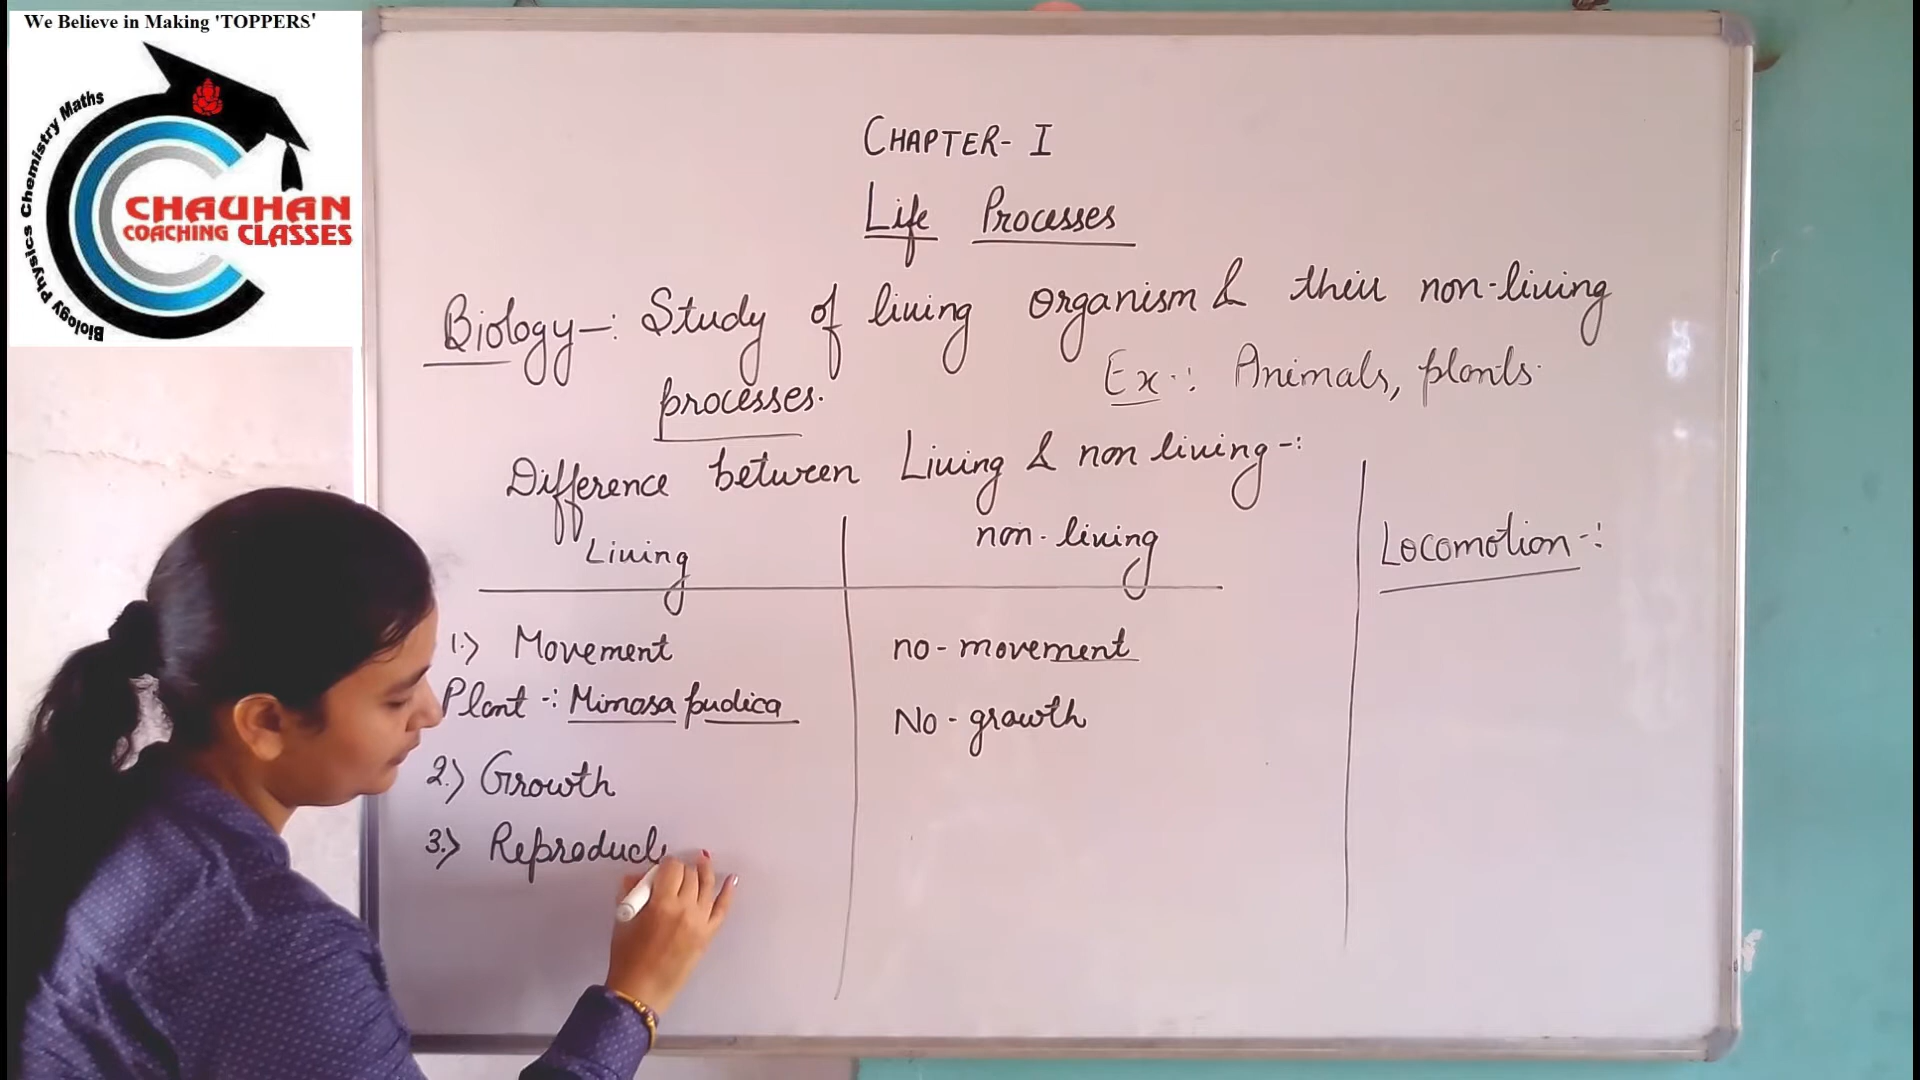 We Believe in Making 'TOPPERS'
Biology Physics Chemistry Maths
CHAUHAN
COACHING CLASSES
CHAPTER- I
Life Processes
Biology-: Study of living organism & their non-living
processes.
Ex-: Animals, plants.
Difference between Living & non living-:
Living
non-living
Locomotion-:
1.) Movement
no-movement
Plant-: Mimosa pudica
No-growth
2.) Growth
3.) Reproduct